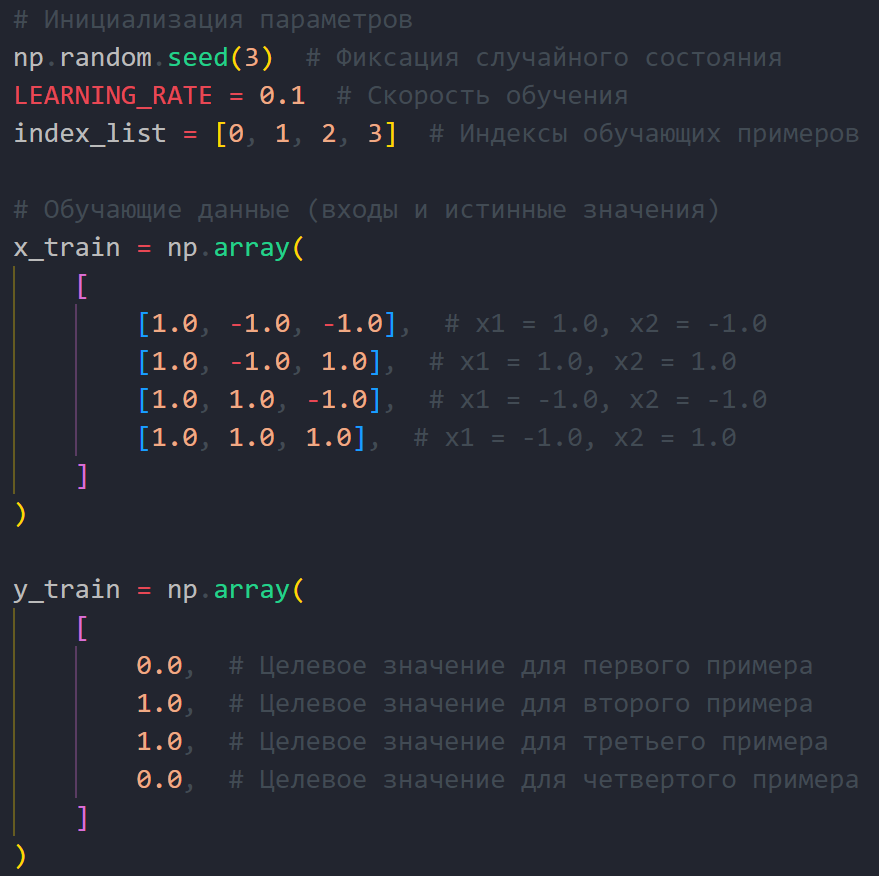 # Инициализация параметров
np.random.seed(3)  # Фиксация случайного состояния
LEARNING_RATE = 0.1  # Скорость обучения
index_list = [0, 1, 2, 3]  # Индексы обучающих примеров

# Обучающие данные (входы и истинные значения)
x_train = np.array(
    [
        [1.0, -1.0, -1.0],  # x1 = 1.0, x2 = -1.0
        [1.0, -1.0, 1.0],  # x1 = 1.0, x2 = 1.0
        [1.0, 1.0, -1.0],  # x1 = -1.0, x2 = -1.0
        [1.0, 1.0, 1.0],  # x1 = -1.0, x2 = 1.0
    ]
)

y_train = np.array(
    [
        0.0,  # Целевое значение для первого примера
        1.0,  # Целевое значение для второго примера
        1.0,  # Целевое значение для третьего примера
        0.0,  # Целевое значение для четвертого примера
    ]
)